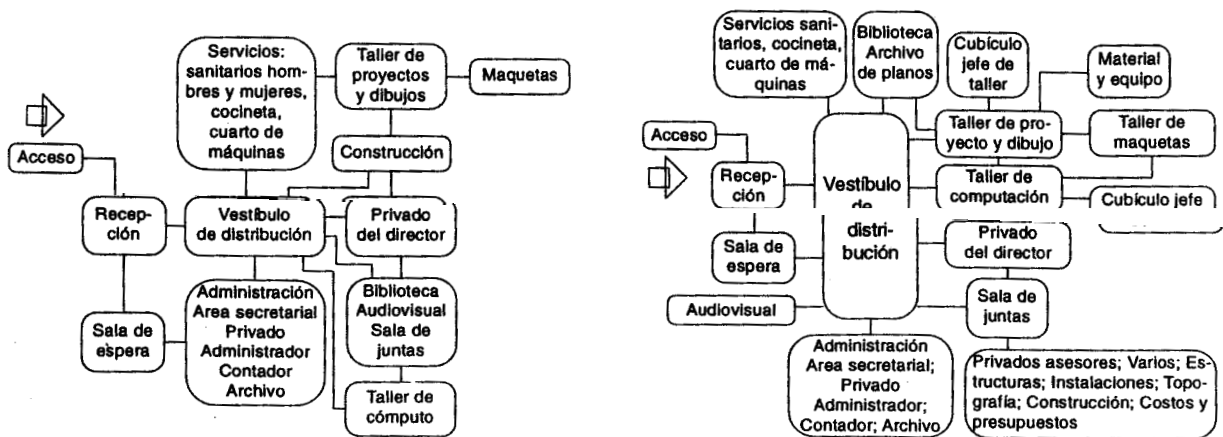 Servicios:
sanitarios hom-
bres y mujeres,
cocineta,
cuarto de
máquinas
Taller de
proyectos
y dibujos
Maquetas
Acceso
Construcción
Recep-
ción
Vestíbulo
de distribución
Privado
del director
Sala de
espera
Administración
Area secretarial
Privado
Administrador
Contador
Archivo
Biblioteca
Audiovisual
Sala de
juntas
Taller de
cómputo
Servicios sani-
tarios, cocineta,
cuarto de má-
quinas
Biblioteca
Archivo
de planos
Cubículo
jefe de
taller
Material
y equipo
Acceso
Taller de pro-
yecto y dibujo
Taller de
maquetas
Recep-
ción
Vestíbulo
de
distri-
bución
Taller de
computación
Cubículo jefe
Sala de
espera
Privado
del director
Audiovisual
Sala de
juntas
Administración
Area secretarial;
Privado
Administrador;
Contador; Archivo
Privados asesores; Varios; Es-
tructuras; Instalaciones; Topo-
grafía; Construcción; Costos y
presupuestos